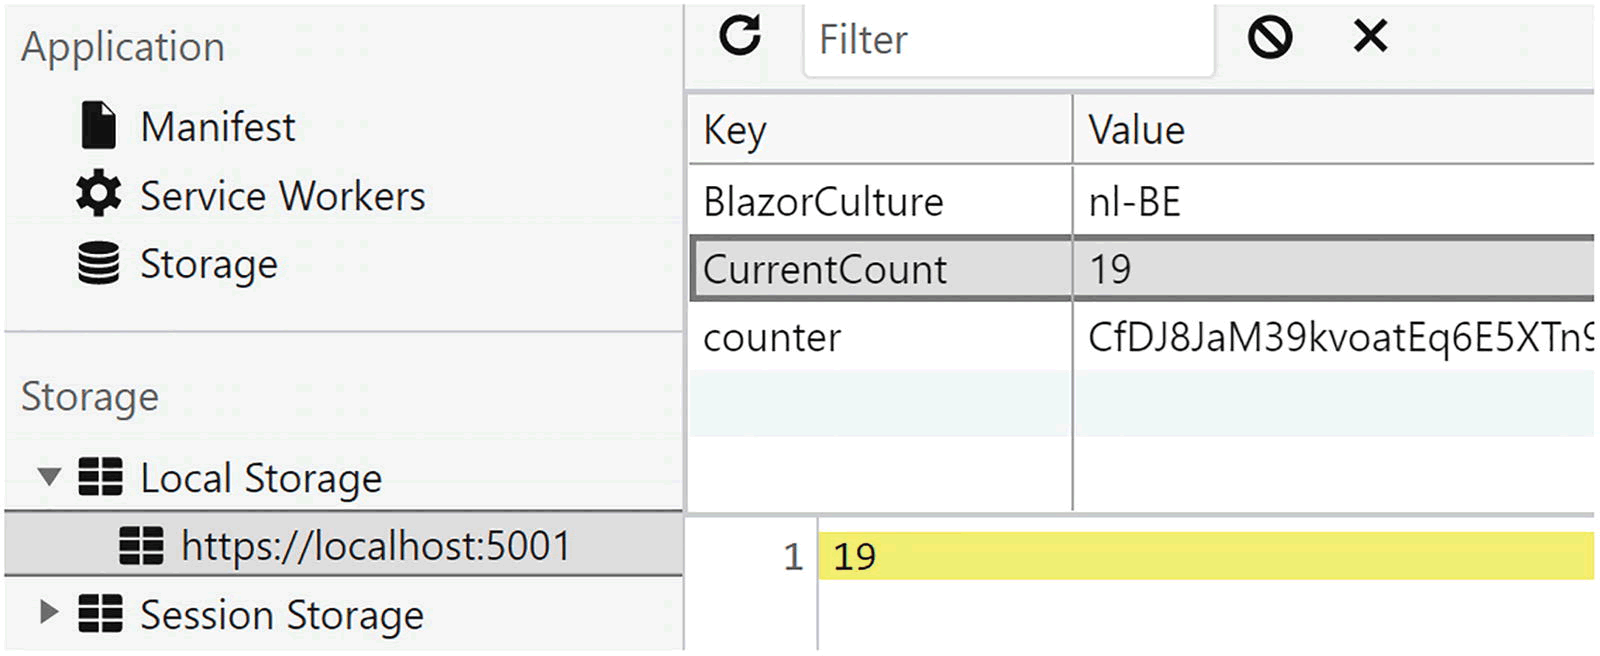 Application
Manifest
Service Workers
Storage
Storage
Local Storage
https://localhost:5001
Session Storage
Filter
Key Value
BlazorCulture nl-BE
CurrentCount 19
counter CfDJ8JaM39kvoatEq6E5XTn9
1 19